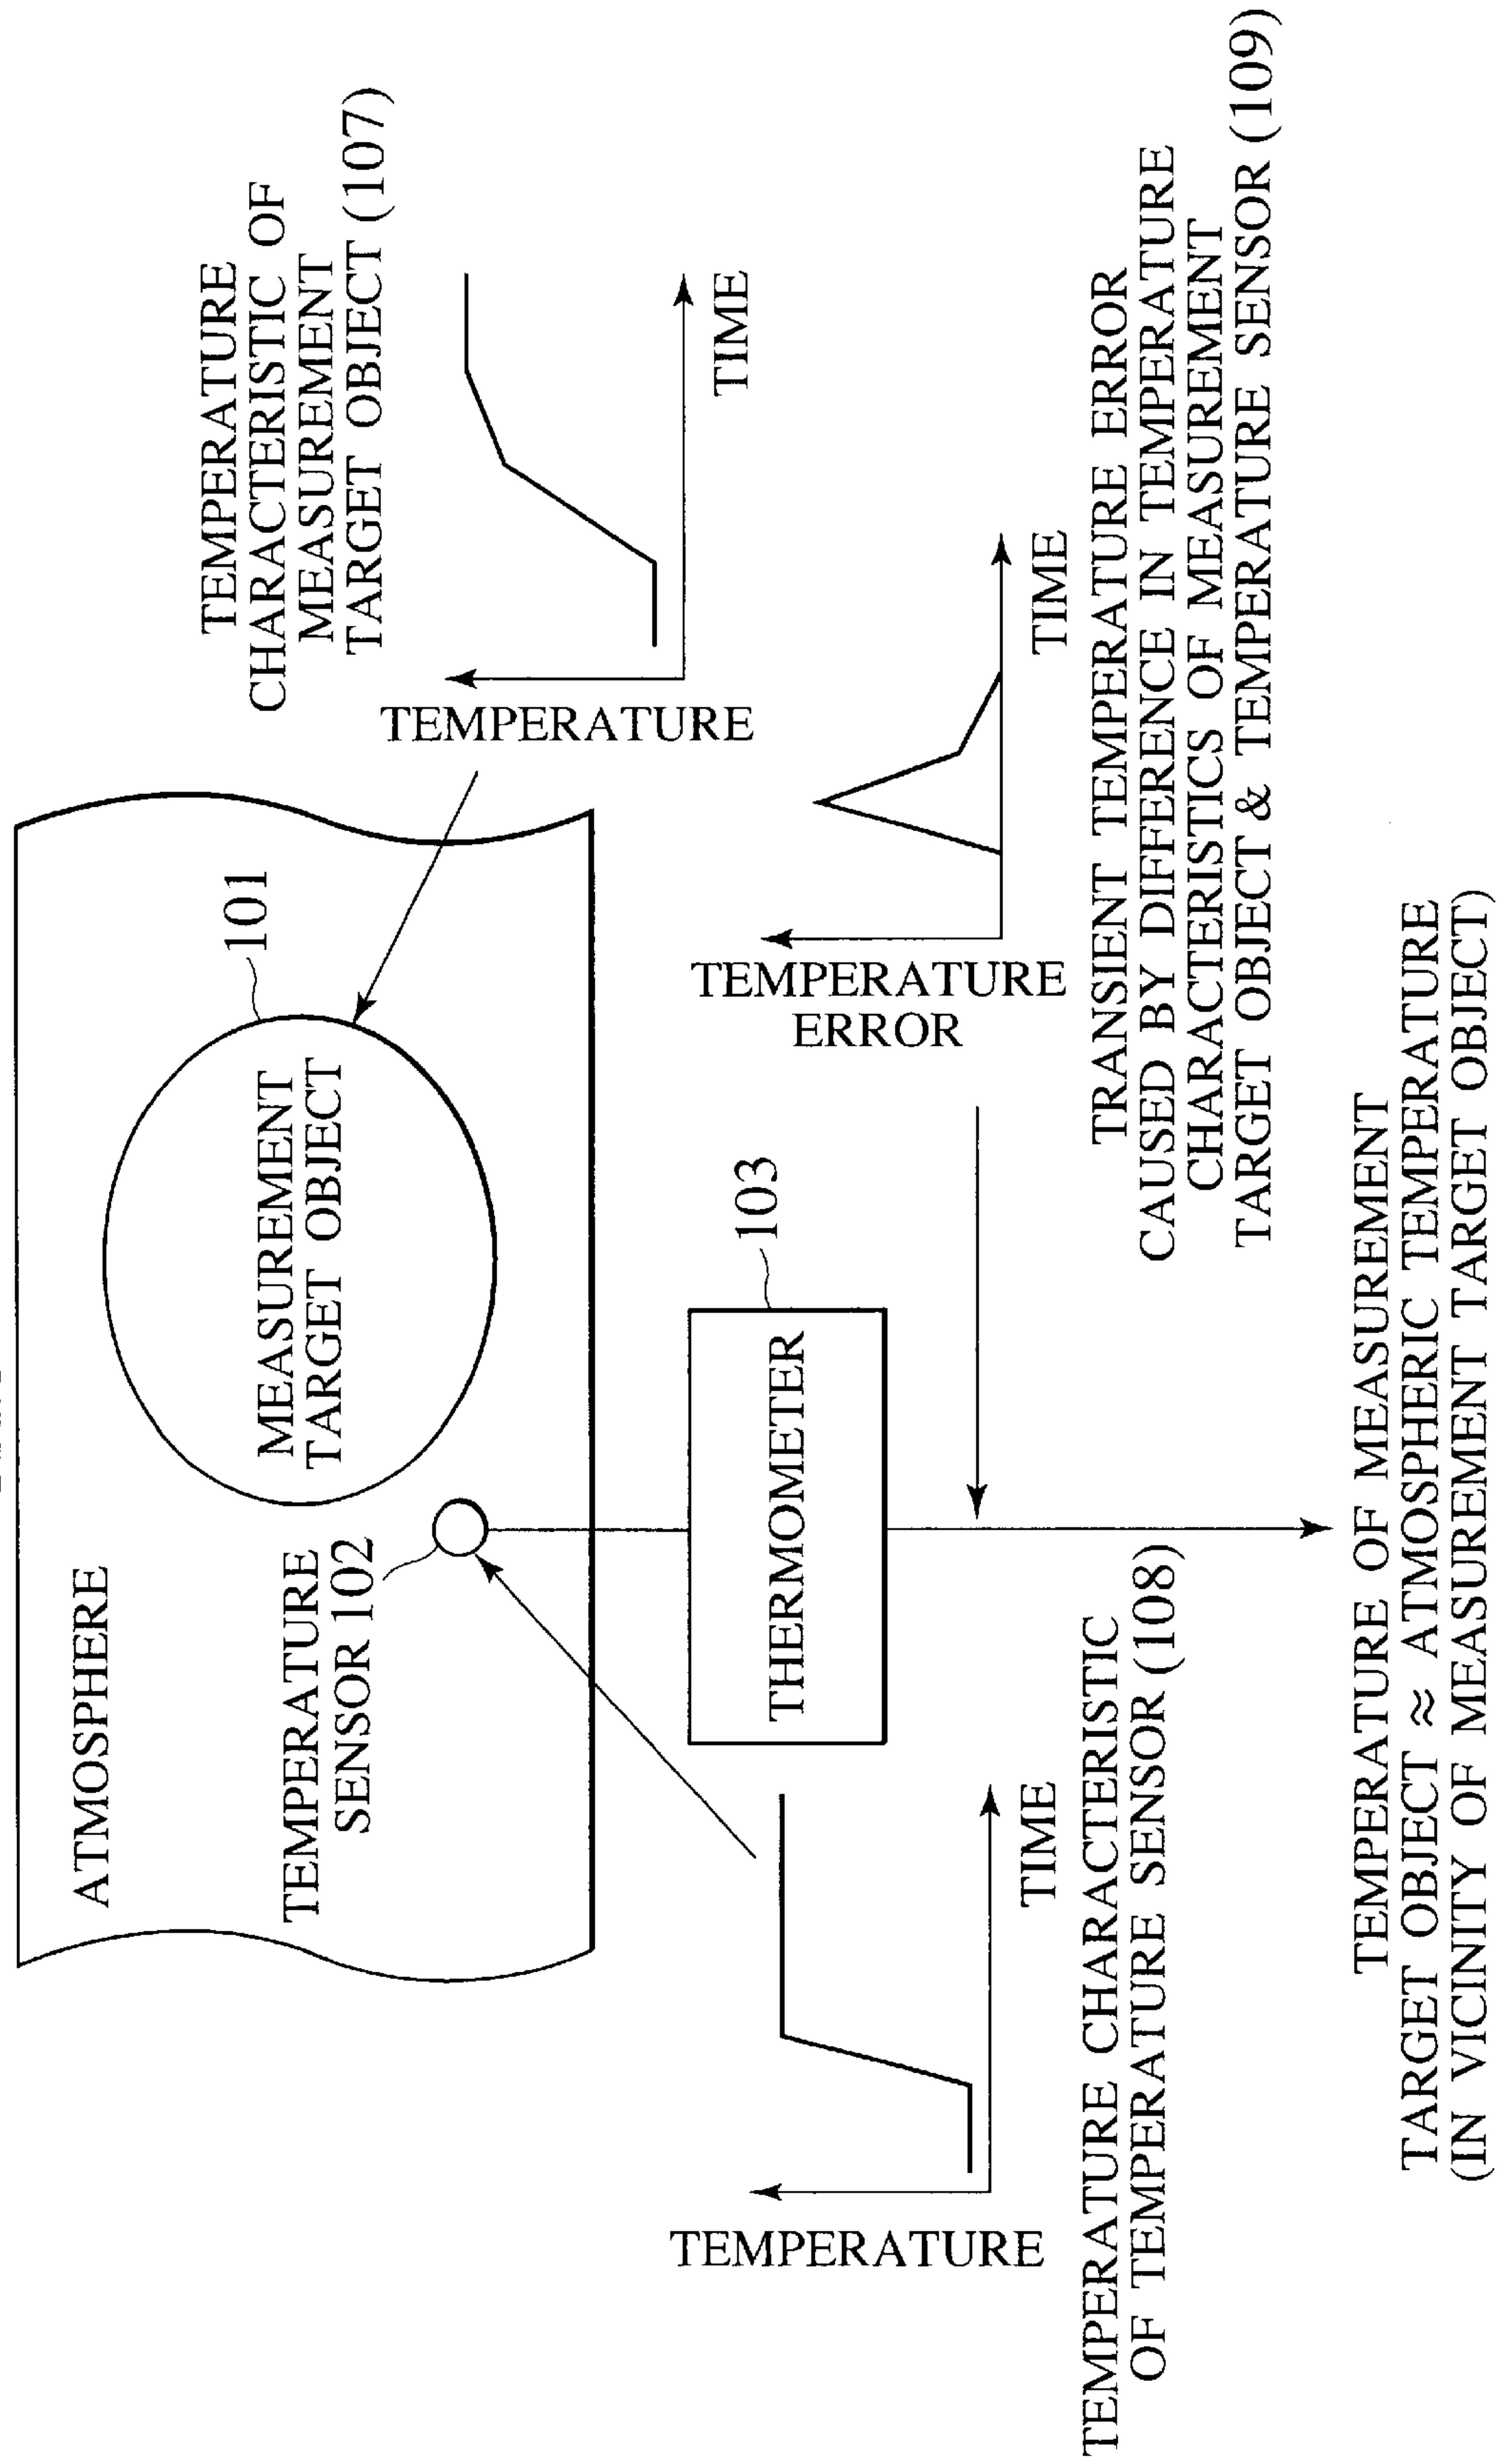 ATMOSPHERE
TEMPERATURE
SENSOR 102
MEASUREMENT
TARGET OBJECT
101
TEMPERATURE
CHARACTERISTIC OF
MEASUREMENT
TARGET OBJECT (107)
TEMPERATURE
TIME
THERMOMETER
103
TEMPERATURE
TIME
TEMPERATURE CHARACTERISTIC
OF TEMPERATURE SENSOR (108)
TEMPERATURE
ERROR
TIME
TRANSIENT TEMPERATURE ERROR
CAUSED BY DIFFERENCE IN TEMPERATURE
CHARACTERISTICS OF MEASUREMENT
TARGET OBJECT & TEMPERATURE SENSOR (109)
TEMPERATURE OF MEASUREMENT
TARGET OBJECT ≈ ATMOSPHERIC TEMPERATURE
(IN VICINITY OF MEASUREMENT TARGET OBJECT)